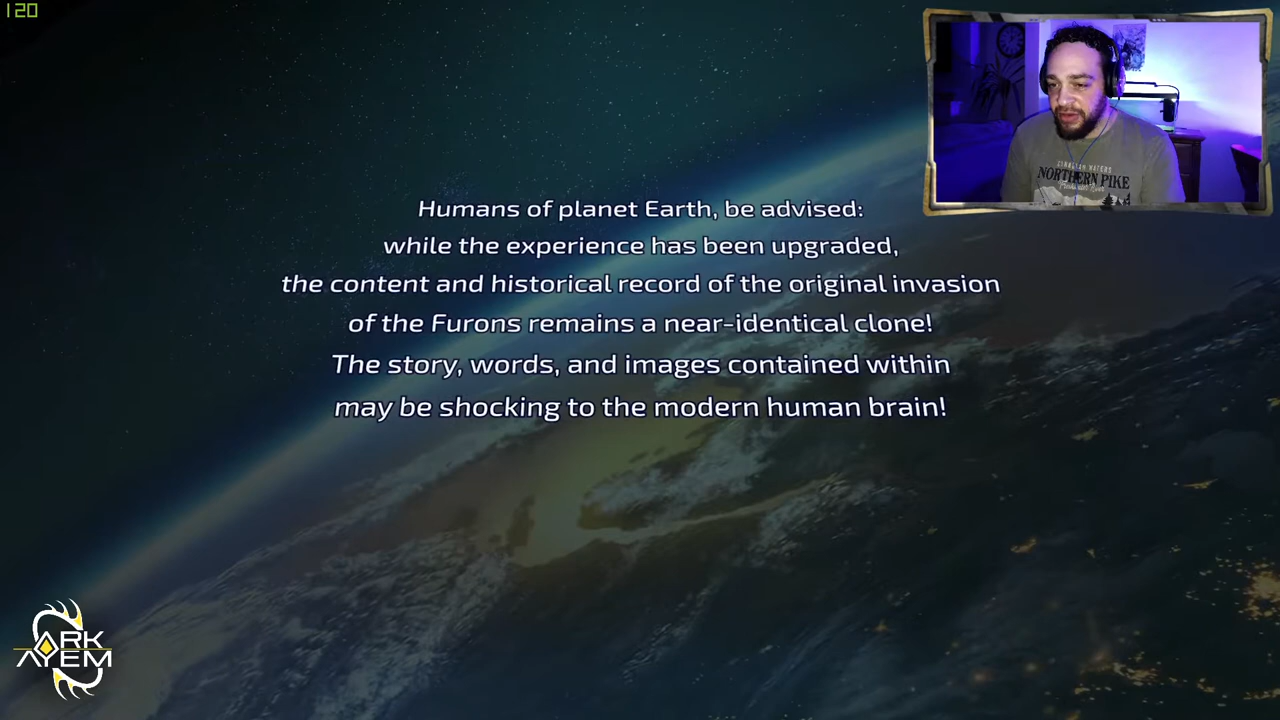 120
Humans of planet Earth, be advised:
while the experience has been upgraded,
the content and historical record of the original invasion
of the Furons remains a near-identical clone!
The story, words, and images contained within
may be shocking to the modern human brain!
NORTHERN PIKE
ARK
AYEM